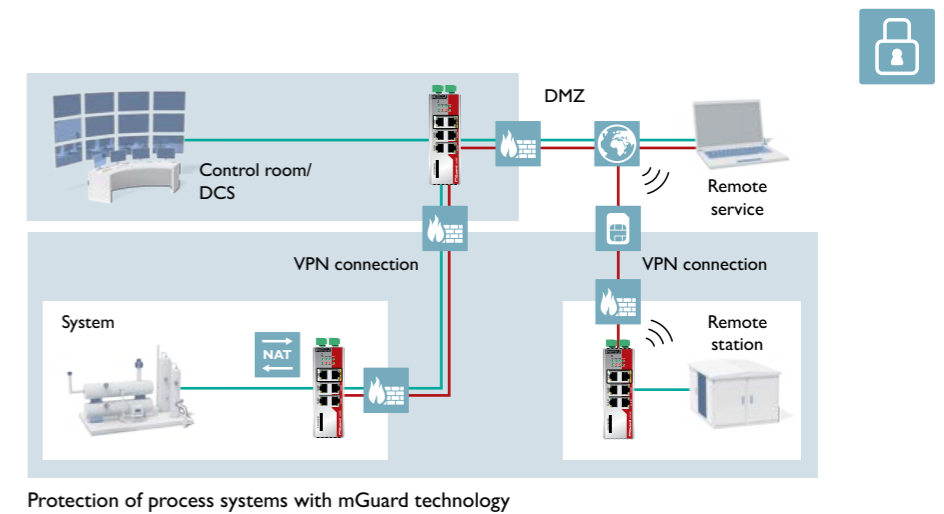 DMZ
Control room/
DCS
Remote
service
VPN connection
VPN connection
System
NAT
Remote
station
Protection of process systems with mGuard technology